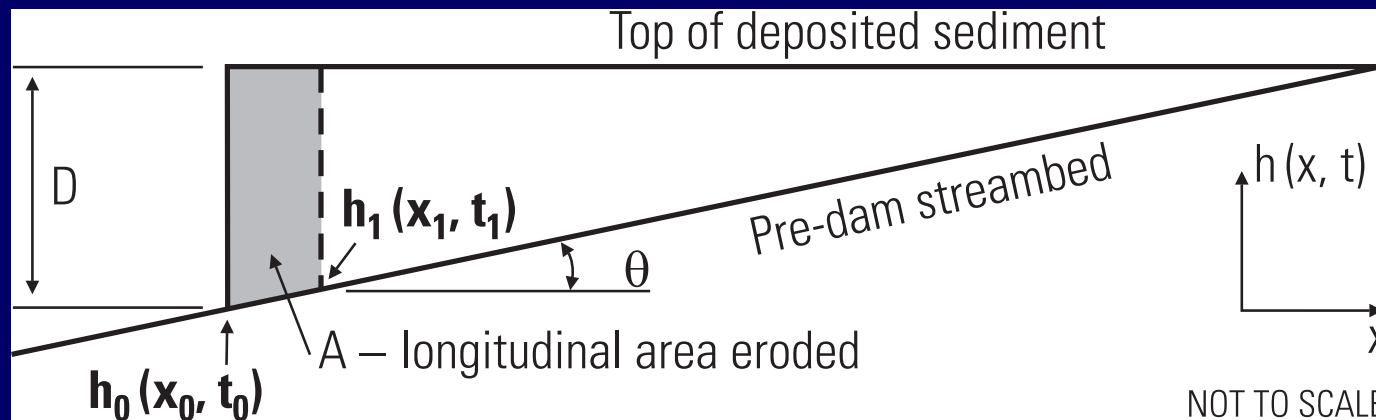 Top of deposited sediment
D
h₁ (x₁, t₁)
Pre-dam streambed
h (x, t)
θ
A – longitudinal area eroded
x
h₀ (x₀, t₀)
NOT TO SCALE